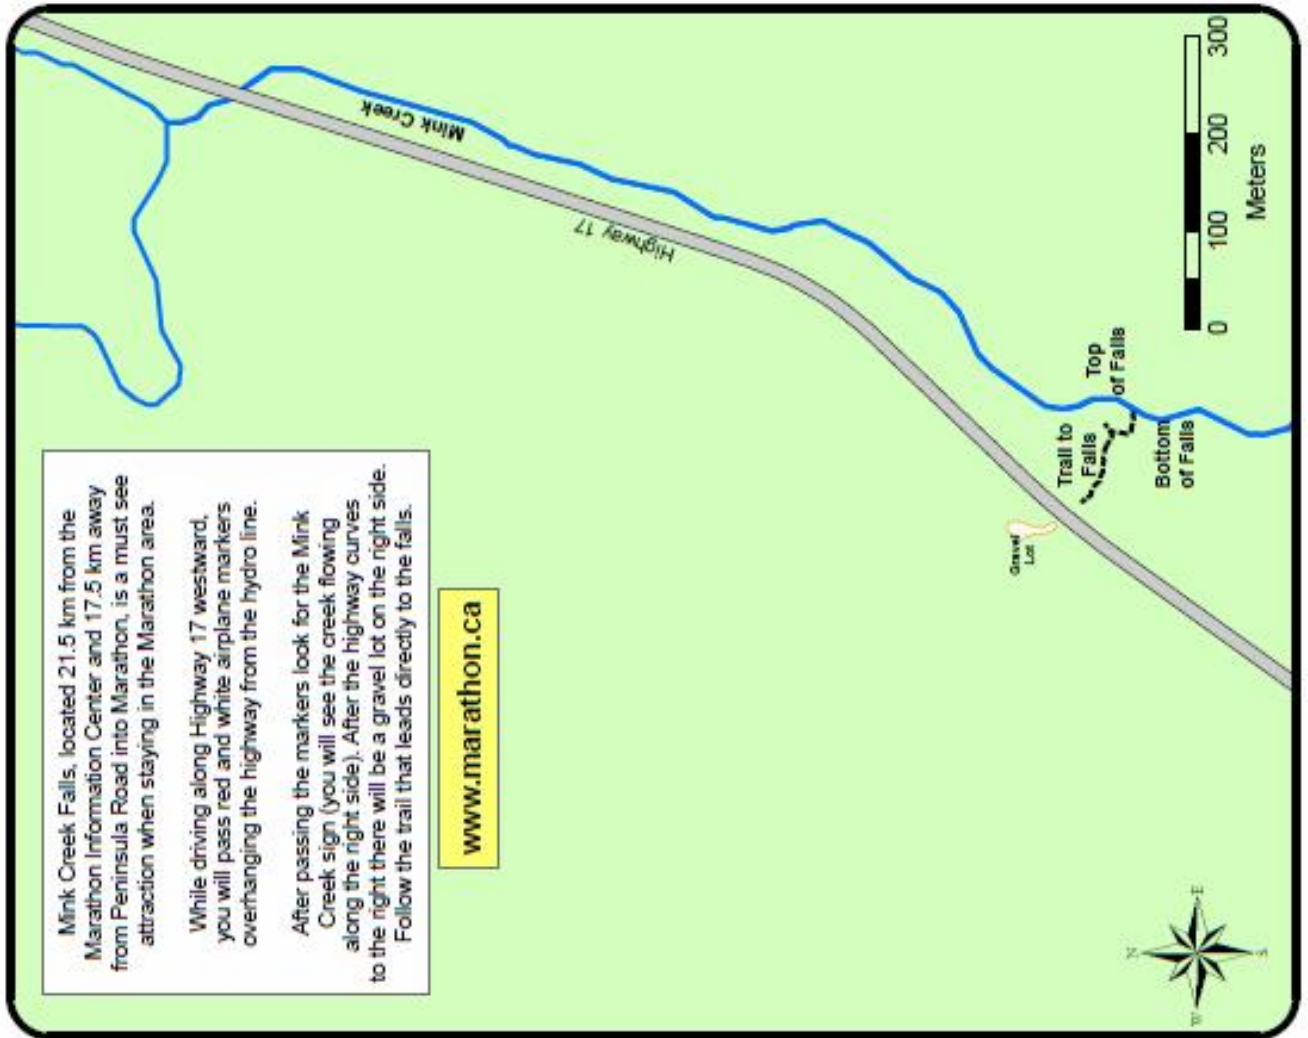 Mink Creek Falls, located 21.5 km from the
Marathon Information Center and 17.5 km away
from Peninsula Road into Marathon, is a must see
attraction when staying in the Marathon area.
While driving along Highway 17 westward,
you will pass red and white airplane markers
overhanging the highway from the hydro line.
After passing the markers look for the Mink
Creek sign (you will see the creek flowing
along the right side). After the highway curves
to the right there will be a gravel lot on the right side.
Follow the trail that leads directly to the falls.
www.marathon.ca
Mink Creek
Highway 17
Gravel
Lot
Trail to
Falls
Top
of Falls
Bottom
of Falls
0 100 200 300
Meters
N
E
S
W